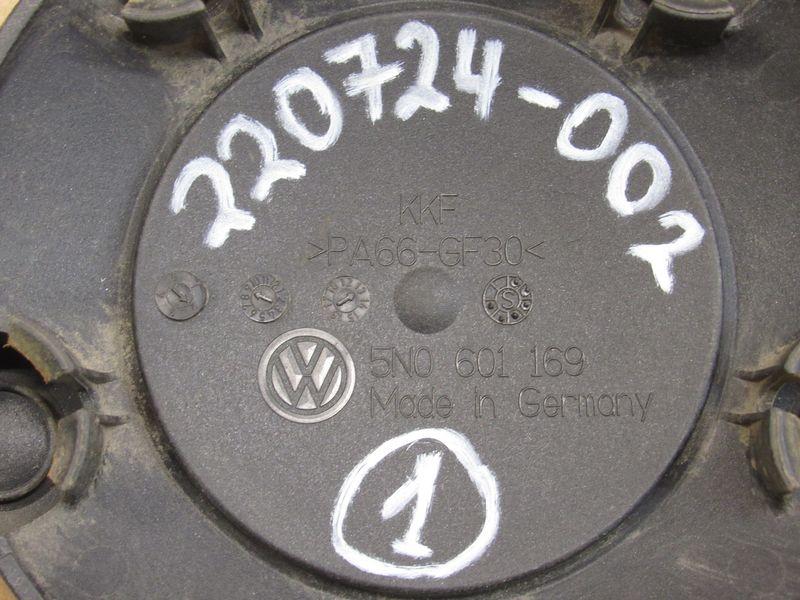 220724-002
KKF
>PA66-GF30<
S
5N0 601 169
Made in Germany
1